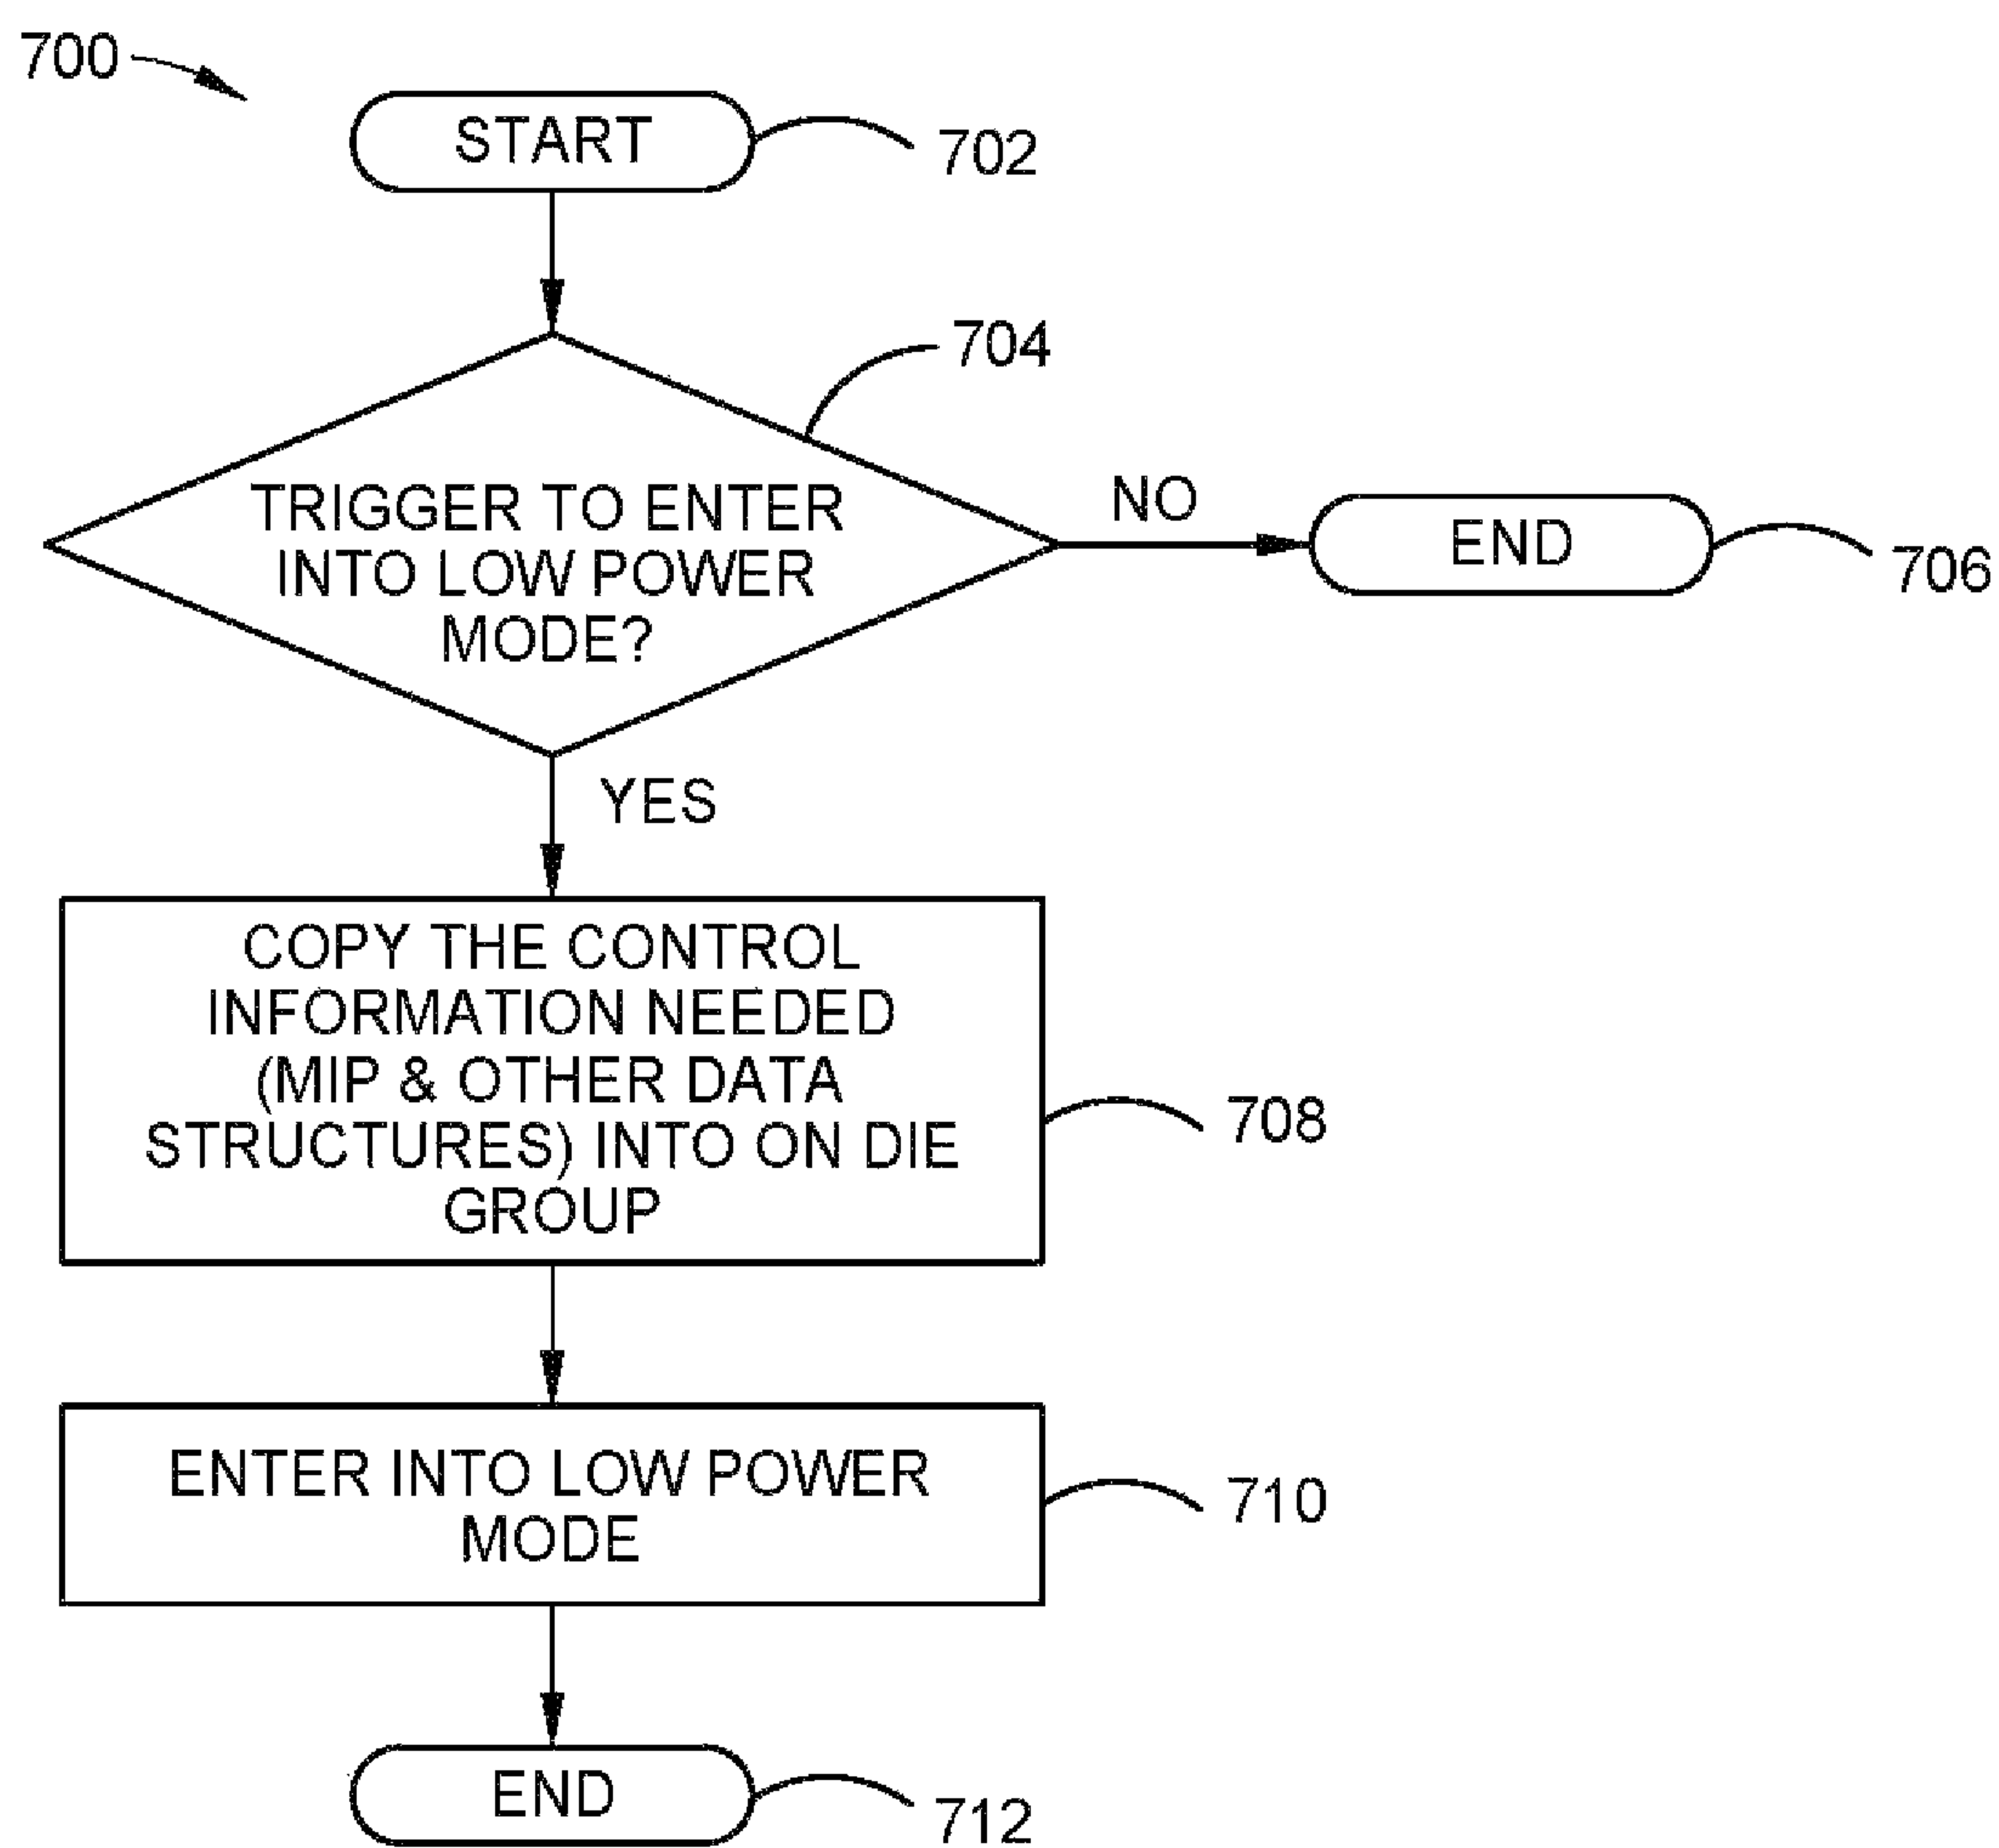 700
START
702
704
TRIGGER TO ENTER
INTO LOW POWER
MODE?
NO
END
706
YES
COPY THE CONTROL
INFORMATION NEEDED
(MIP & OTHER DATA
STRUCTURES) INTO ON DIE
GROUP
708
ENTER INTO LOW POWER
MODE
710
END
712